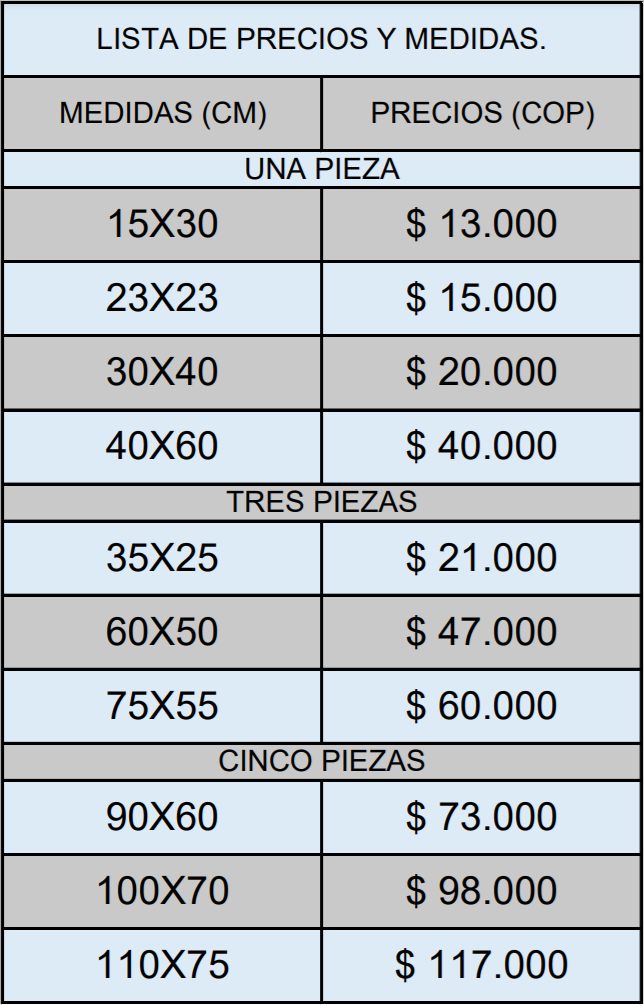 LISTA DE PRECIOS Y MEDIDAS.
MEDIDAS (CM) PRECIOS (COP)
UNA PIEZA
15X30 $ 13.000
23X23 $ 15.000
30X40 $ 20.000
40X60 $ 40.000
TRES PIEZAS
35X25 $ 21.000
60X50 $ 47.000
75X55 $ 60.000
CINCO PIEZAS
90X60 $ 73.000
100X70 $ 98.000
110X75 $ 117.000